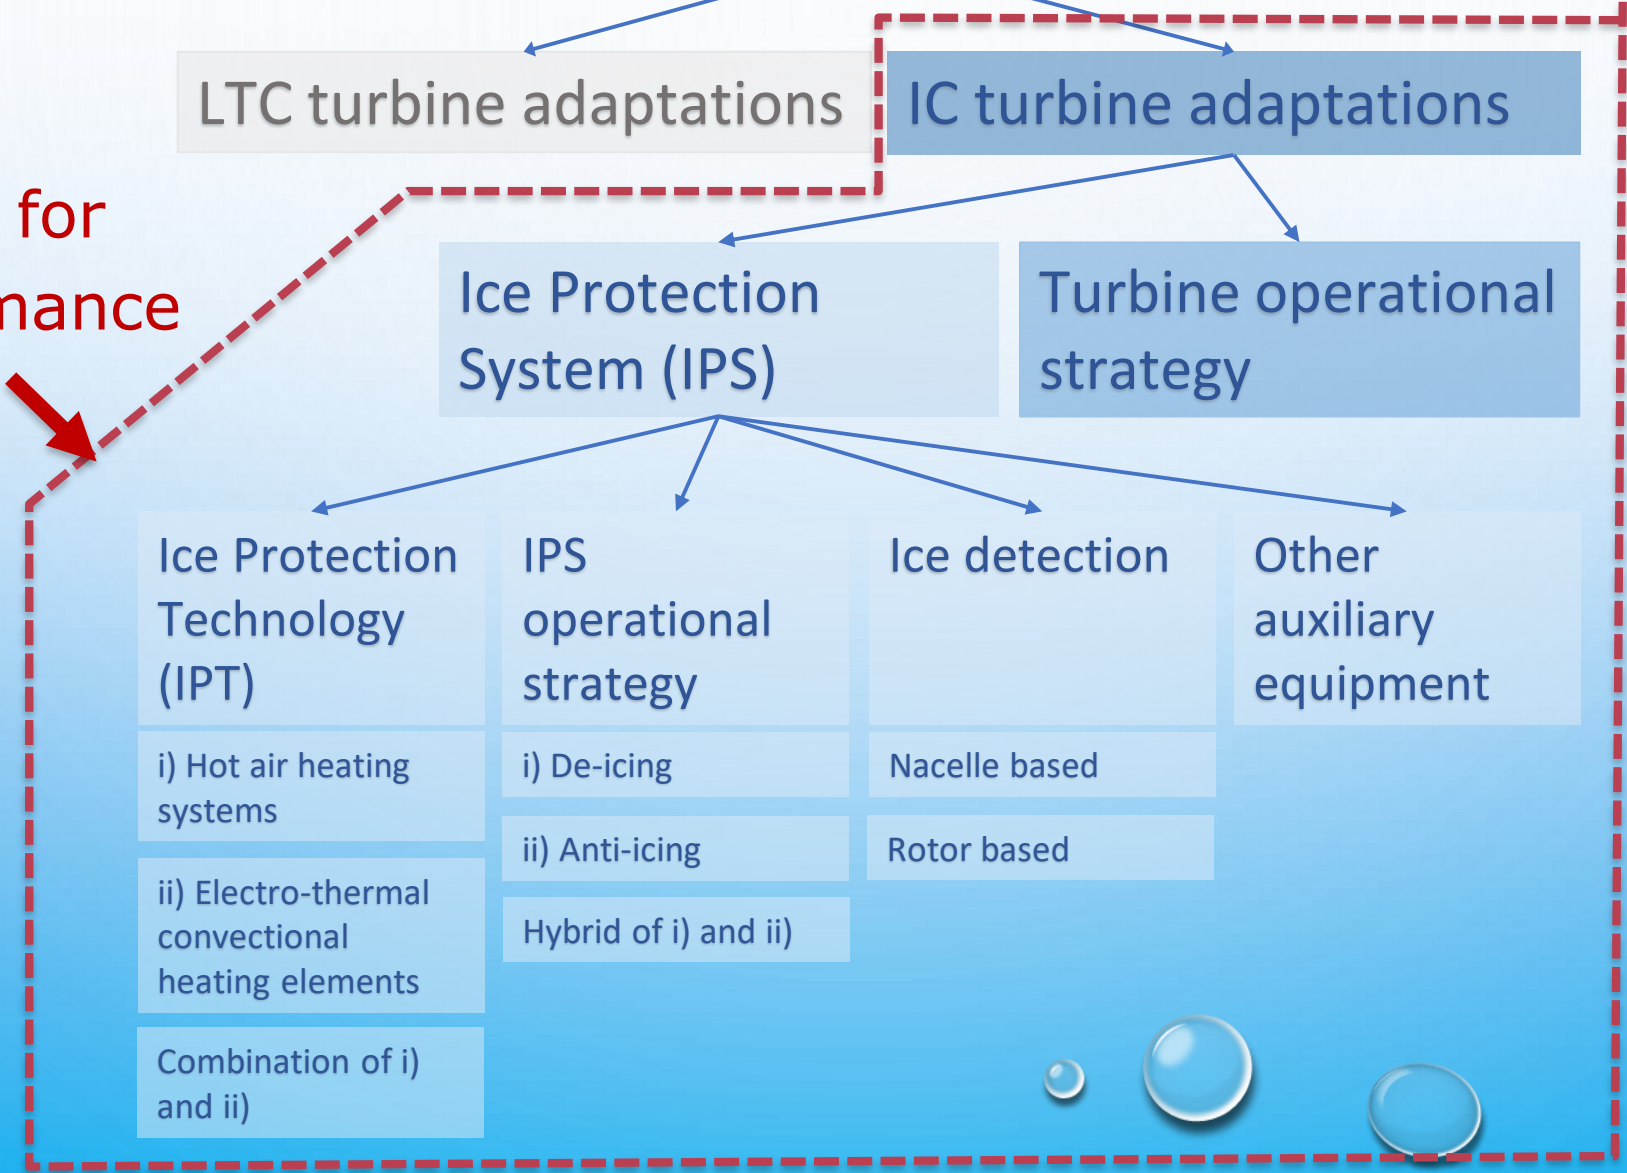 LTC turbine adaptations
IC turbine adaptations
for
Ice Protection
System (IPS)
Turbine operational
strategy
Ice Protection
Technology
(IPT)
i) Hot air heating
systems
ii) Electro-thermal
convectional
heating elements
Combination of i)
and ii)
IPS
operational
strategy
i) De-icing
ii) Anti-icing
Hybrid of i) and ii)
Ice detection
Nacelle based
Rotor based
Other
auxiliary
equipment